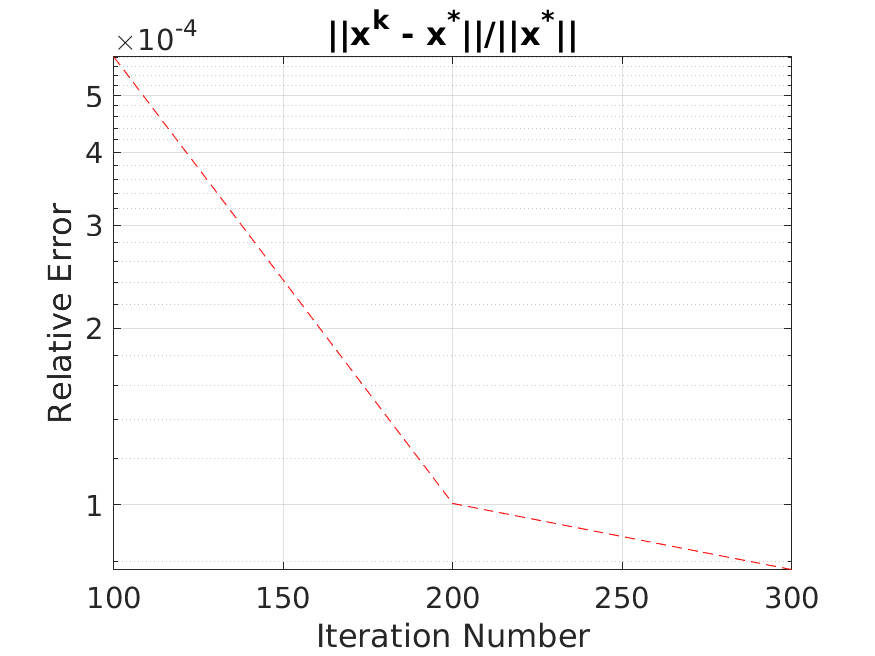 ||x^k - x^*||/||x^*||
×10^-4
5
4
3
2
1
Relative Error
100 150 200 250 300
Iteration Number